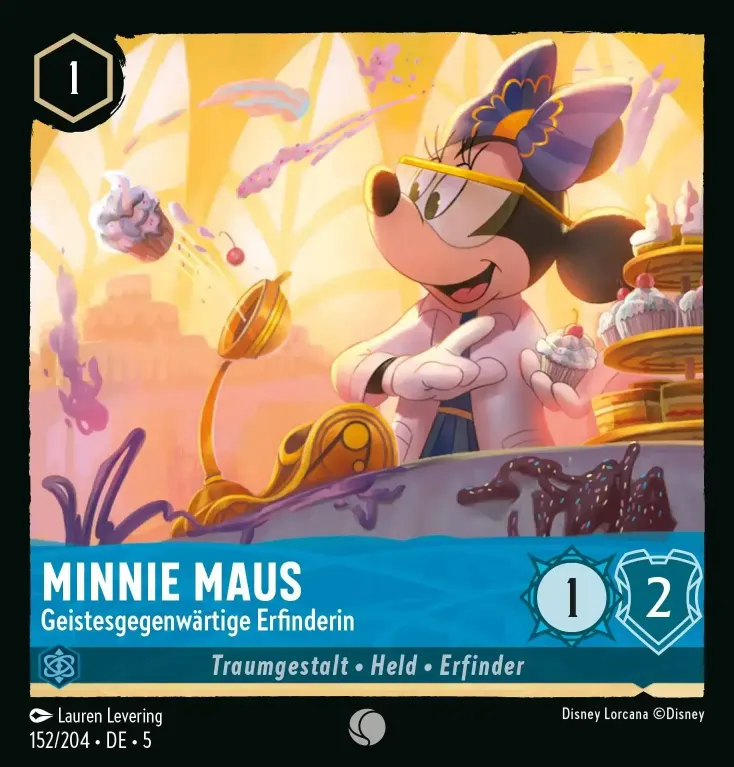 1
MINNIE MAUS
Geistesgegenwärtige Erfinderin
1
2
Traumgestalt • Held • Erfinder
Lauren Levering
Disney Lorcana ©Disney
152/204 • DE • 5